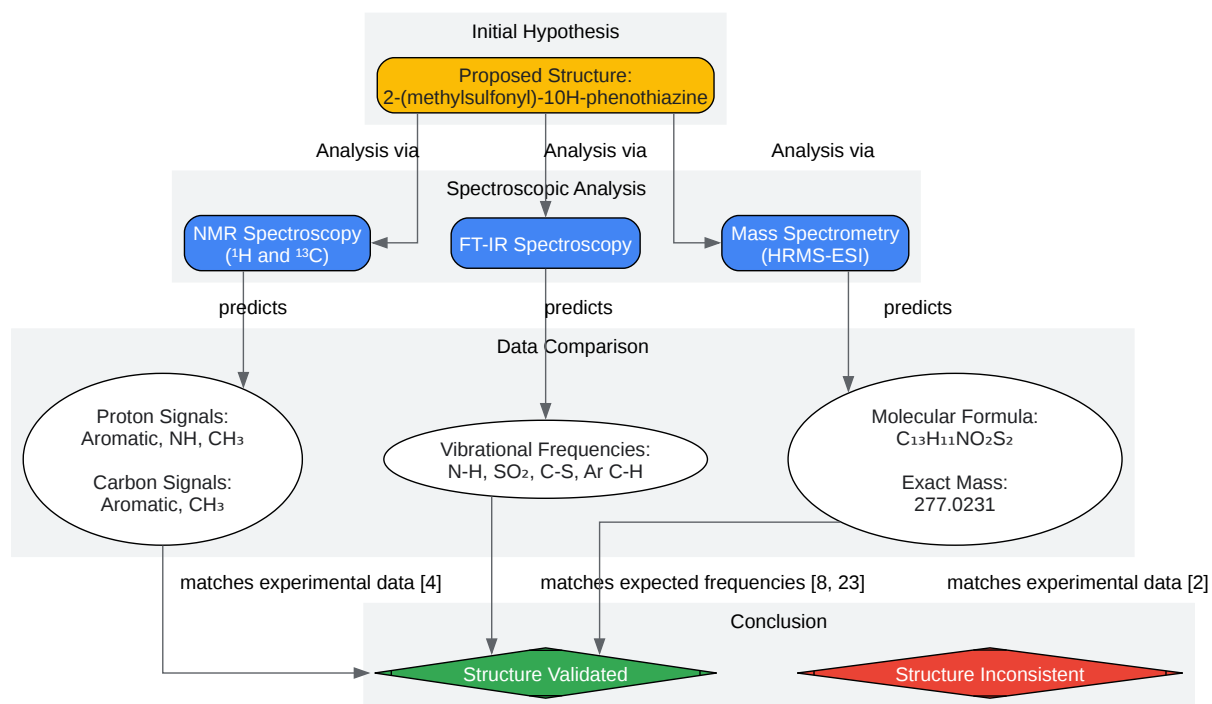 Initial Hypothesis
Proposed Structure:
2-(methylsulfonyl)-10H-phenothiazine
Analysis via
Analysis via
Analysis via
Spectroscopic Analysis
NMR Spectroscopy
(¹H and ¹³C)
FT-IR Spectroscopy
Mass Spectrometry
(HRMS-ESI)
predicts
predicts
predicts
Data Comparison
Proton Signals:
Aromatic, NH, CH₃
Carbon Signals:
Aromatic, CH₃
Vibrational Frequencies:
N-H, SO₂, C-S, Ar C-H
Molecular Formula:
C₁₃H₁₁NO₂S₂
Exact Mass:
277.0231
matches experimental data [4]
matches expected frequencies [8, 23]
matches experimental data [2]
Conclusion
Structure Validated
Structure Inconsistent